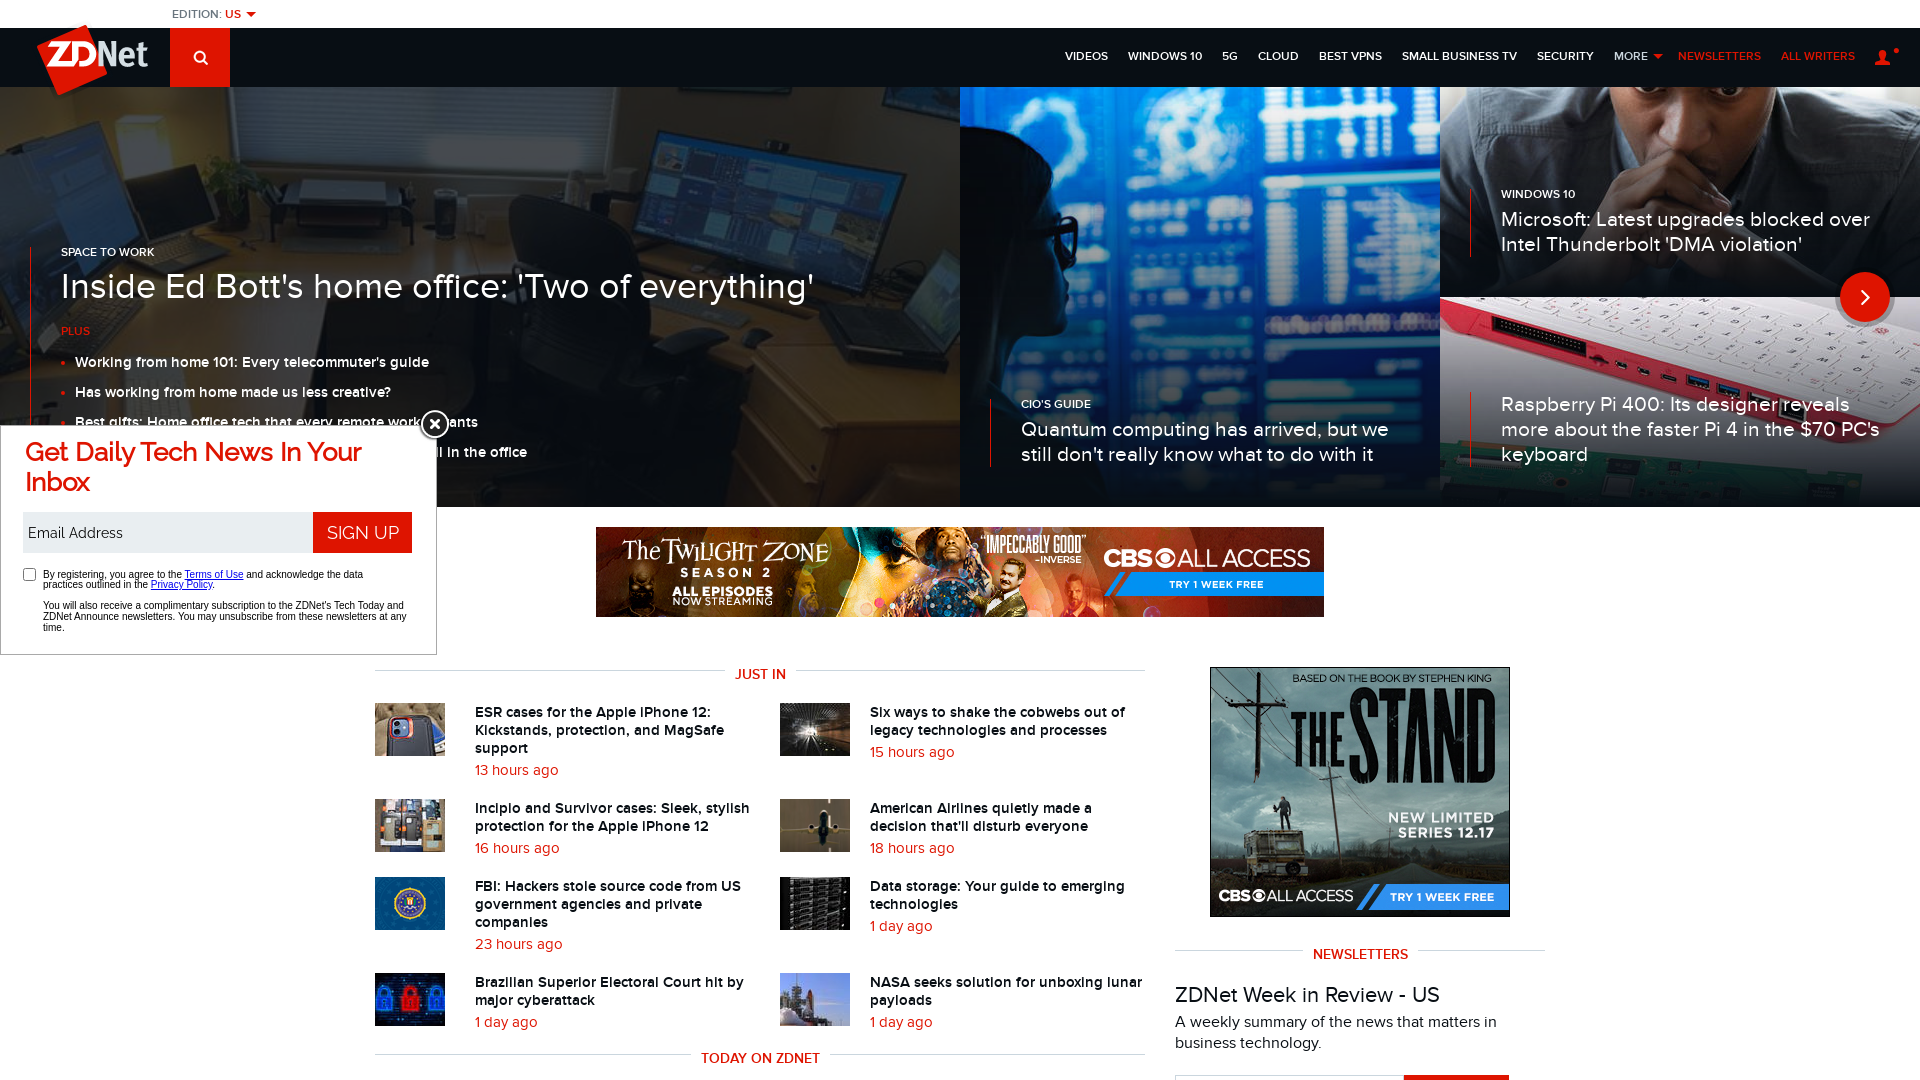 EDITION: US
ZDNet
VIDEOS WINDOWS 10 5G CLOUD BEST VPNS SMALL BUSINESS TV SECURITY MORE NEWSLETTERS ALL WRITERS
SPACE TO WORK
Inside Ed Bott's home office: 'Two of everything'
PLUS
Working from home 101: Every telecommuter's guide
Has working from home made us less creative?
Best gifts: Home office tech that every remote work ants
ll in the office
CIO'S GUIDE
Quantum computing has arrived, but we
still don't really know what to do with it
WINDOWS 10
Microsoft: Latest upgrades blocked over
Intel Thunderbolt 'DMA violation'
Raspberry Pi 400: Its designer reveals
more about the faster Pi 4 in the $70 PC's
keyboard
Get Daily Tech News In Your
Inbox
Email Address
SIGN UP
By registering, you agree to the Terms of Use and acknowledge the data
practices outlined in the Privacy Policy.
You will also receive a complimentary subscription to the ZDNet's Tech Today and
ZDNet Announce newsletters. You may unsubscribe from these newsletters at any
time.
The TWILIGHT ZONE
SEASON 2
ALL EPISODES
NOW STREAMING
"IMPECCABLY GOOD"
-INVERSE
CBS ALL ACCESS
TRY 1 WEEK FREE
JUST IN
ESR cases for the Apple iPhone 12:
Kickstands, protection, and MagSafe
support
13 hours ago
Six ways to shake the cobwebs out of
legacy technologies and processes
15 hours ago
Incipio and Survivor cases: Sleek, stylish
protection for the Apple iPhone 12
16 hours ago
American Airlines quietly made a
decision that'll disturb everyone
18 hours ago
FBI: Hackers stole source code from US
government agencies and private
companies
23 hours ago
Data storage: Your guide to emerging
technologies
1 day ago
Brazilian Superior Electoral Court hit by
major cyberattack
1 day ago
NASA seeks solution for unboxing lunar
payloads
1 day ago
TODAY ON ZDNET
BASED ON THE BOOK BY STEPHEN KING
THE STAND
NEW LIMITED
SERIES 12.17
CBS ALL ACCESS
TRY 1 WEEK FREE
NEWSLETTERS
ZDNet Week in Review - US
A weekly summary of the news that matters in
business technology.